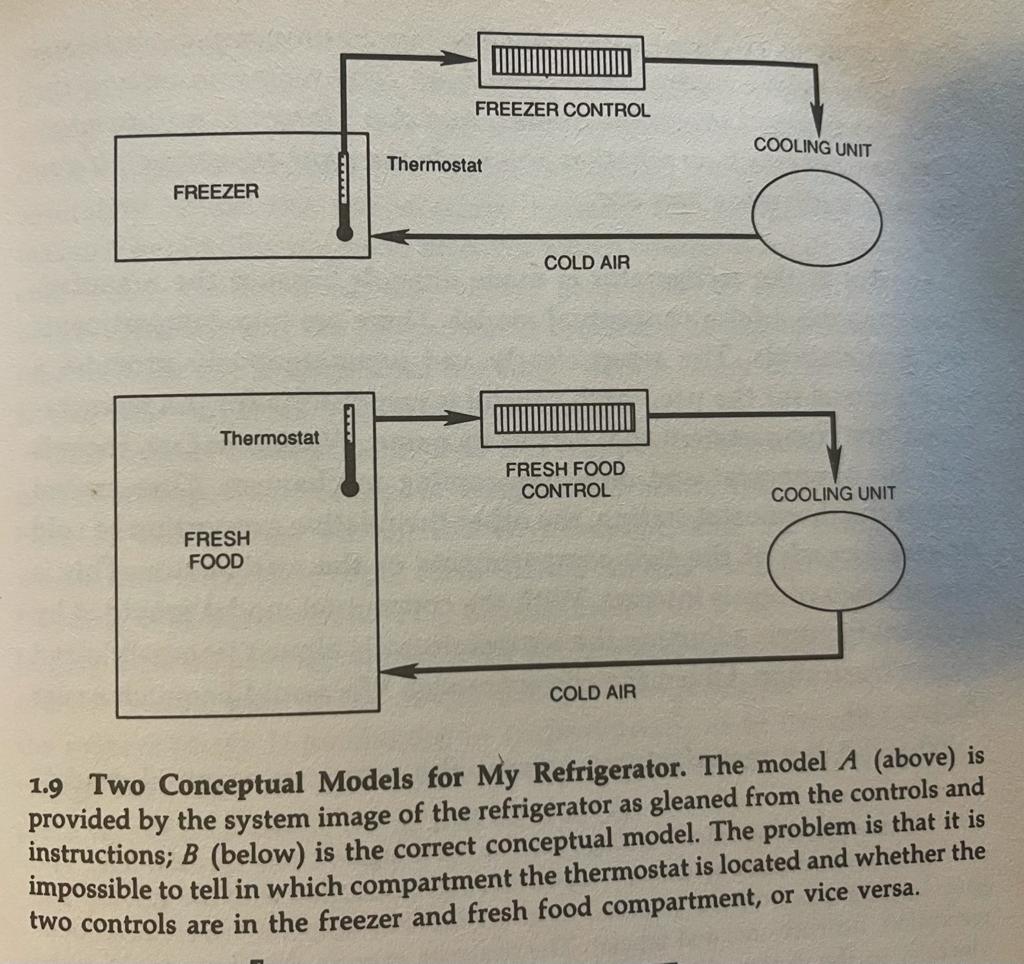 FREEZER CONTROL
COOLING UNIT
Thermostat
FREEZER
COLD AIR
Thermostat
FRESH FOOD
CONTROL
COOLING UNIT
FRESH
FOOD
COLD AIR
1.9 Two Conceptual Models for My Refrigerator. The model A (above) is
provided by the system image of the refrigerator as gleaned from the controls and
instructions; B (below) is the correct conceptual model. The problem is that it is
impossible to tell in which compartment the thermostat is located and whether the
two controls are in the freezer and fresh food compartment, or vice versa.